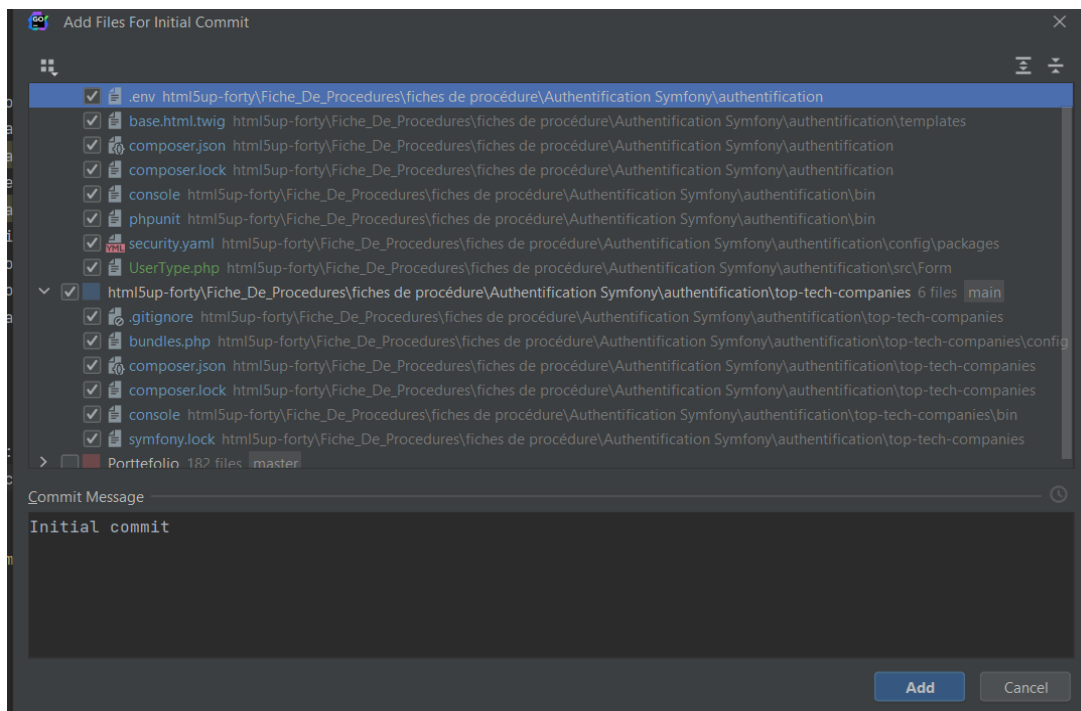 GO
Add Files For Initial Commit
.env html5up-forty\Fiche_De_Procedures\fiches de procédure\Authentification Symfony\authentification
base.html.twig html5up-forty\Fiche_De_Procedures\fiches de procédure\Authentification Symfony\authentification\templates
composer.json html5up-forty\Fiche_De_Procedures\fiches de procédure\Authentification Symfony\authentification
composer.lock html5up-forty\Fiche_De_Procedures\fiches de procédure\Authentification Symfony\authentification
console html5up-forty\Fiche_De_Procedures\fiches de procédure\Authentification Symfony\authentification\bin
phpunit html5up-forty\Fiche_De_Procedures\fiches de procédure\Authentification Symfony\authentification\bin
YML security.yaml html5up-forty\Fiche_De_Procedures\fiches de procédure\Authentification Symfony\authentification\config\packages
UserType.php html5up-forty\Fiche_De_Procedures\fiches de procédure\Authentification Symfony\authentification\src\Form
html5up-forty\Fiche_De_Procedures\fiches de procédure\Authentification Symfony\authentification\top-tech-companies 6 files main
.gitignore html5up-forty\Fiche_De_Procedures\fiches de procédure\Authentification Symfony\authentification\top-tech-companies
bundles.php html5up-forty\Fiche_De_Procedures\fiches de procédure\Authentification Symfony\authentification\top-tech-companies\config
composer.json html5up-forty\Fiche_De_Procedures\fiches de procédure\Authentification Symfony\authentification\top-tech-companies
composer.lock html5up-forty\Fiche_De_Procedures\fiches de procédure\Authentification Symfony\authentification\top-tech-companies
console html5up-forty\Fiche_De_Procedures\fiches de procédure\Authentification Symfony\authentification\top-tech-companies\bin
symfony.lock html5up-forty\Fiche_De_Procedures\fiches de procédure\Authentification Symfony\authentification\top-tech-companies
Porttefolio 182 files master
Commit Message
Initial commit
Add
Cancel